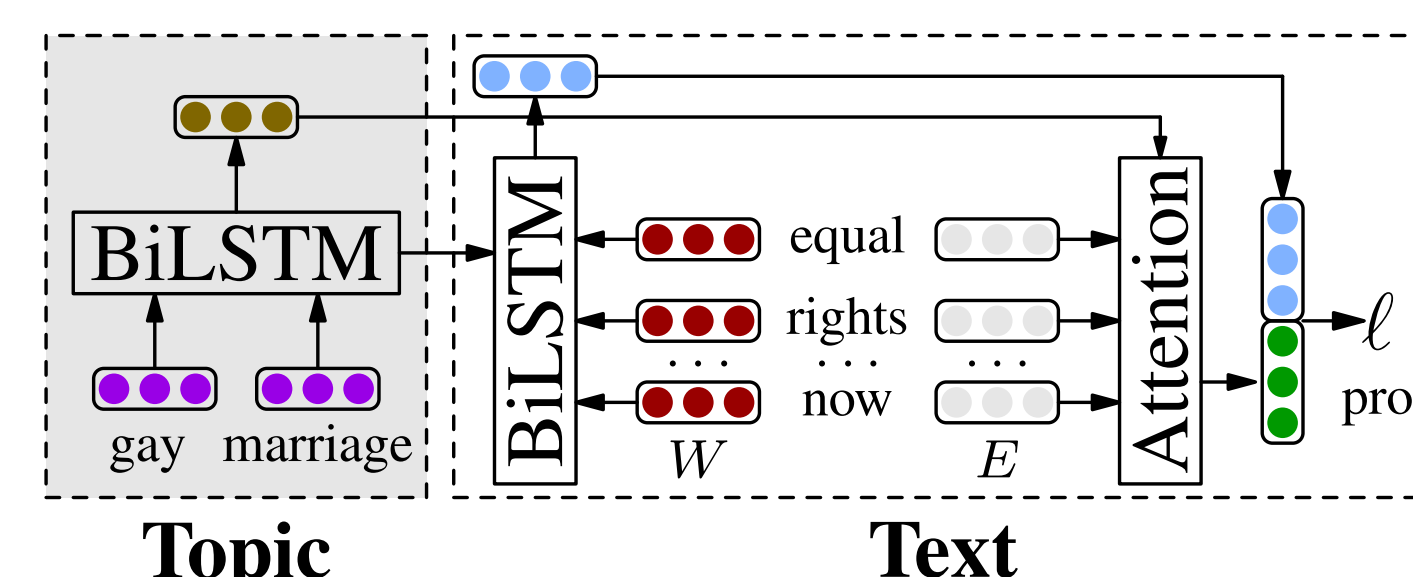 BiLSTM
gay marriage
Topic
BiLSTM
equal
rights
... ... ...
now
W E
Attention
ℓ
pro
Text